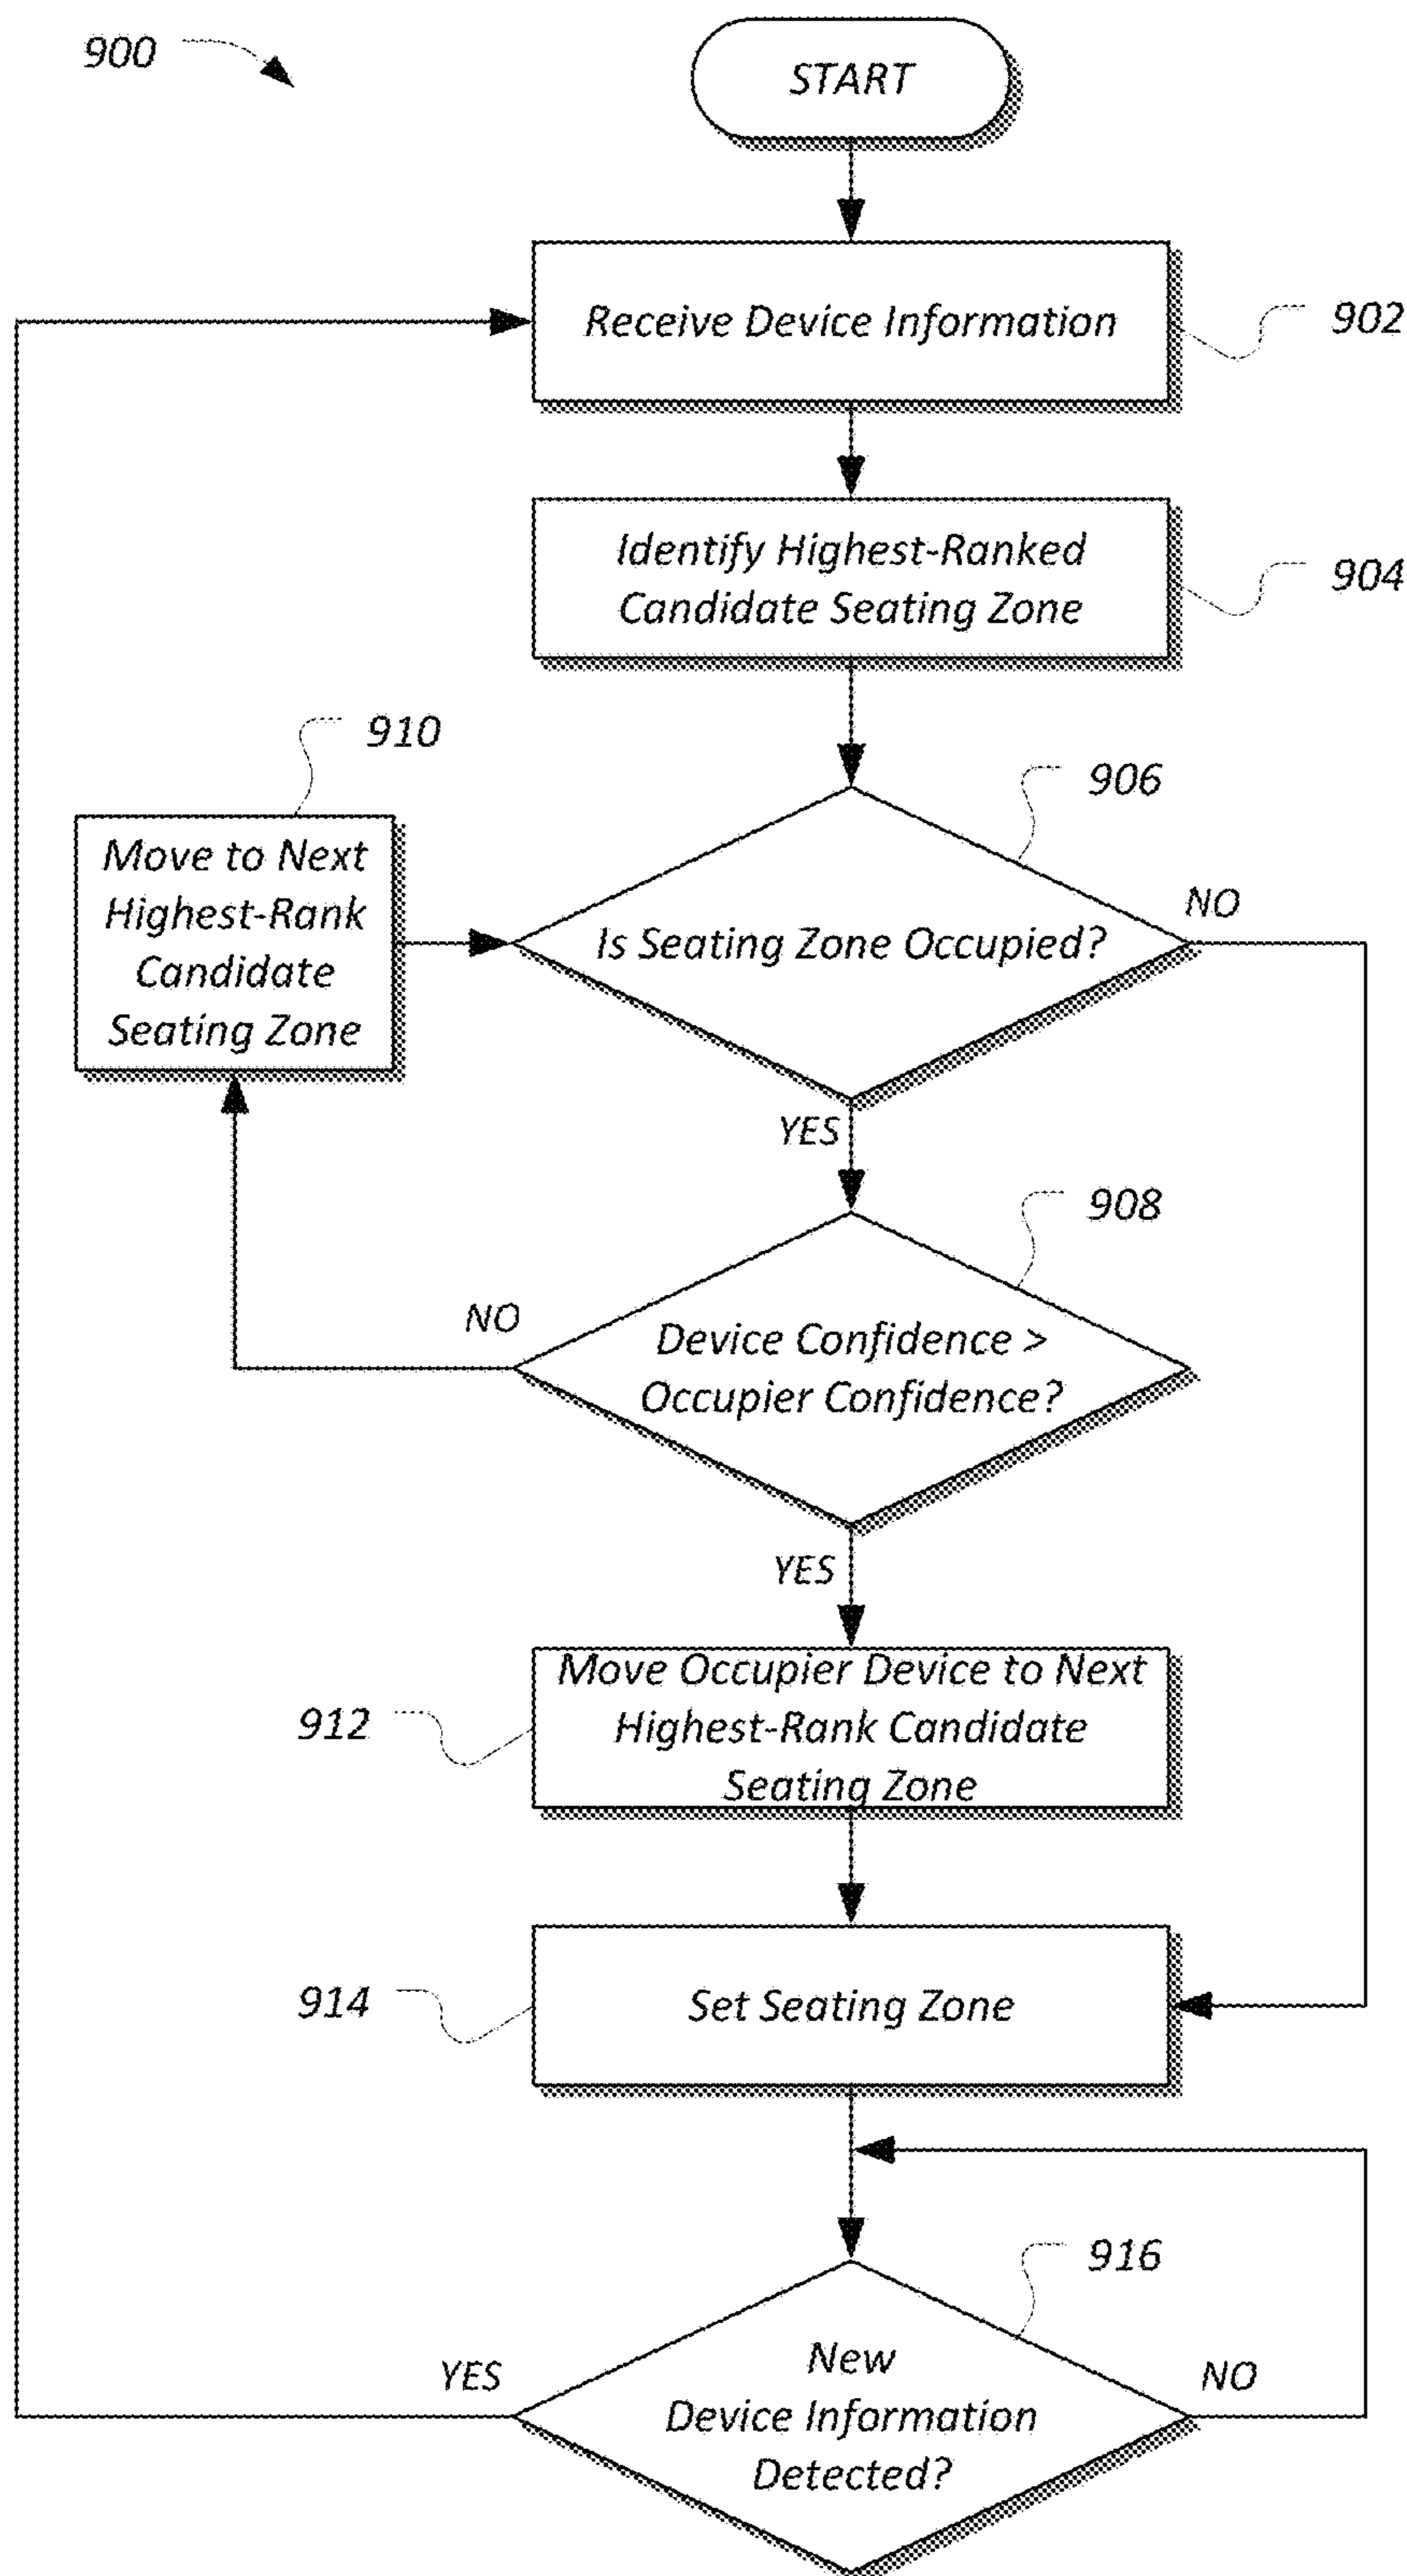 900
START
Receive Device Information
902
Identify Highest-Ranked
Candidate Seating Zone
904
910
Move to Next
Highest-Rank
Candidate
Seating Zone
906
Is Seating Zone Occupied?
NO
YES
908
NO
Device Confidence >
Occupier Confidence?
YES
912
Move Occupier Device to Next
Highest-Rank Candidate
Seating Zone
914
Set Seating Zone
916
YES
New
Device Information
Detected?
NO